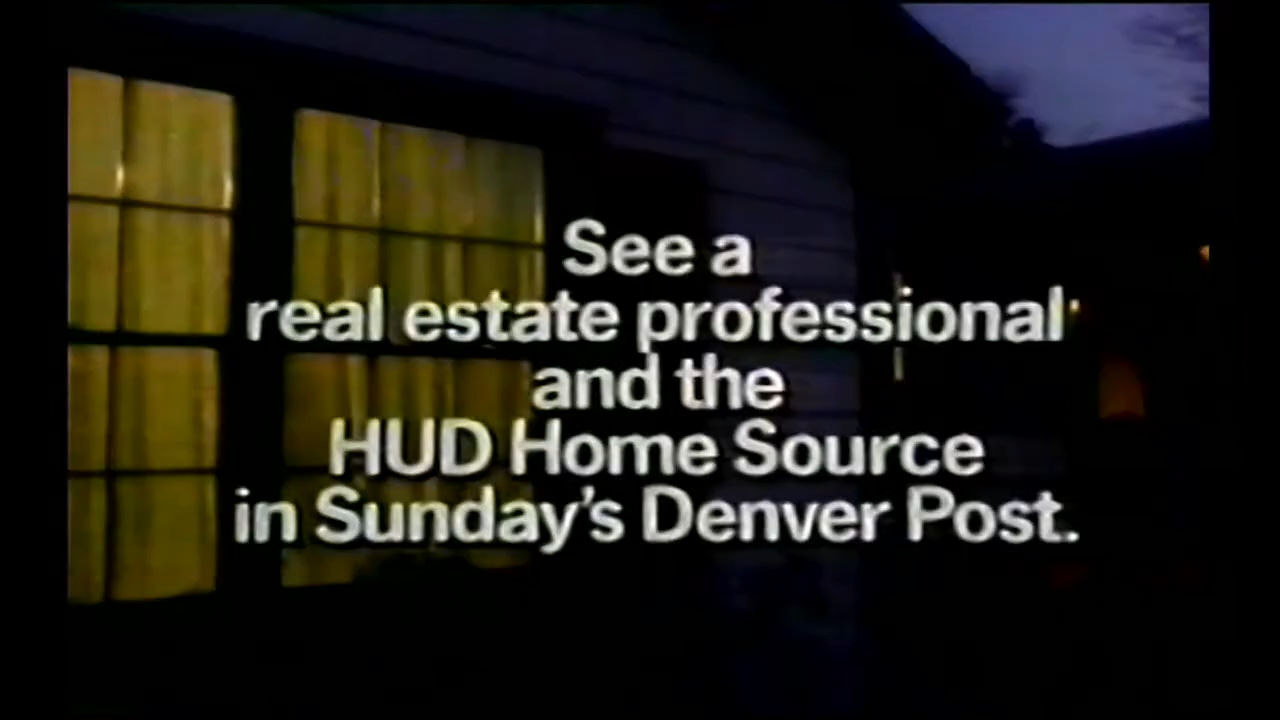 See a
real estate professional
and the
HUD Home Source
in Sunday's Denver Post.